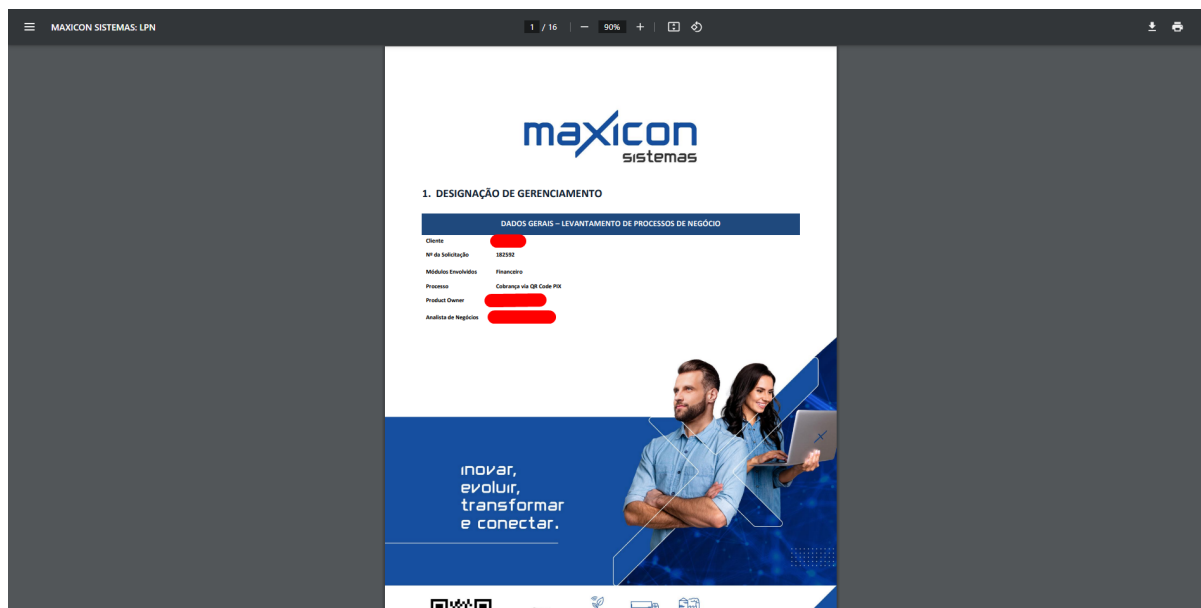 MAXICON SISTEMAS: LPN
1 / 16
90%
maxicon
sistemas
1. DESIGNAÇÃO DE GERENCIAMENTO
DADOS GERAIS – LEVANTAMENTO DE PROCESSOS DE NEGÓCIO
Cliente
Nº da Solicitação 182592
Módulos Envolvidos Financeiro
Processo Cobrança via QR Code PIX
Product Owner
Analista de Negócios
inovar,
evoluir,
transformar
e conectar.